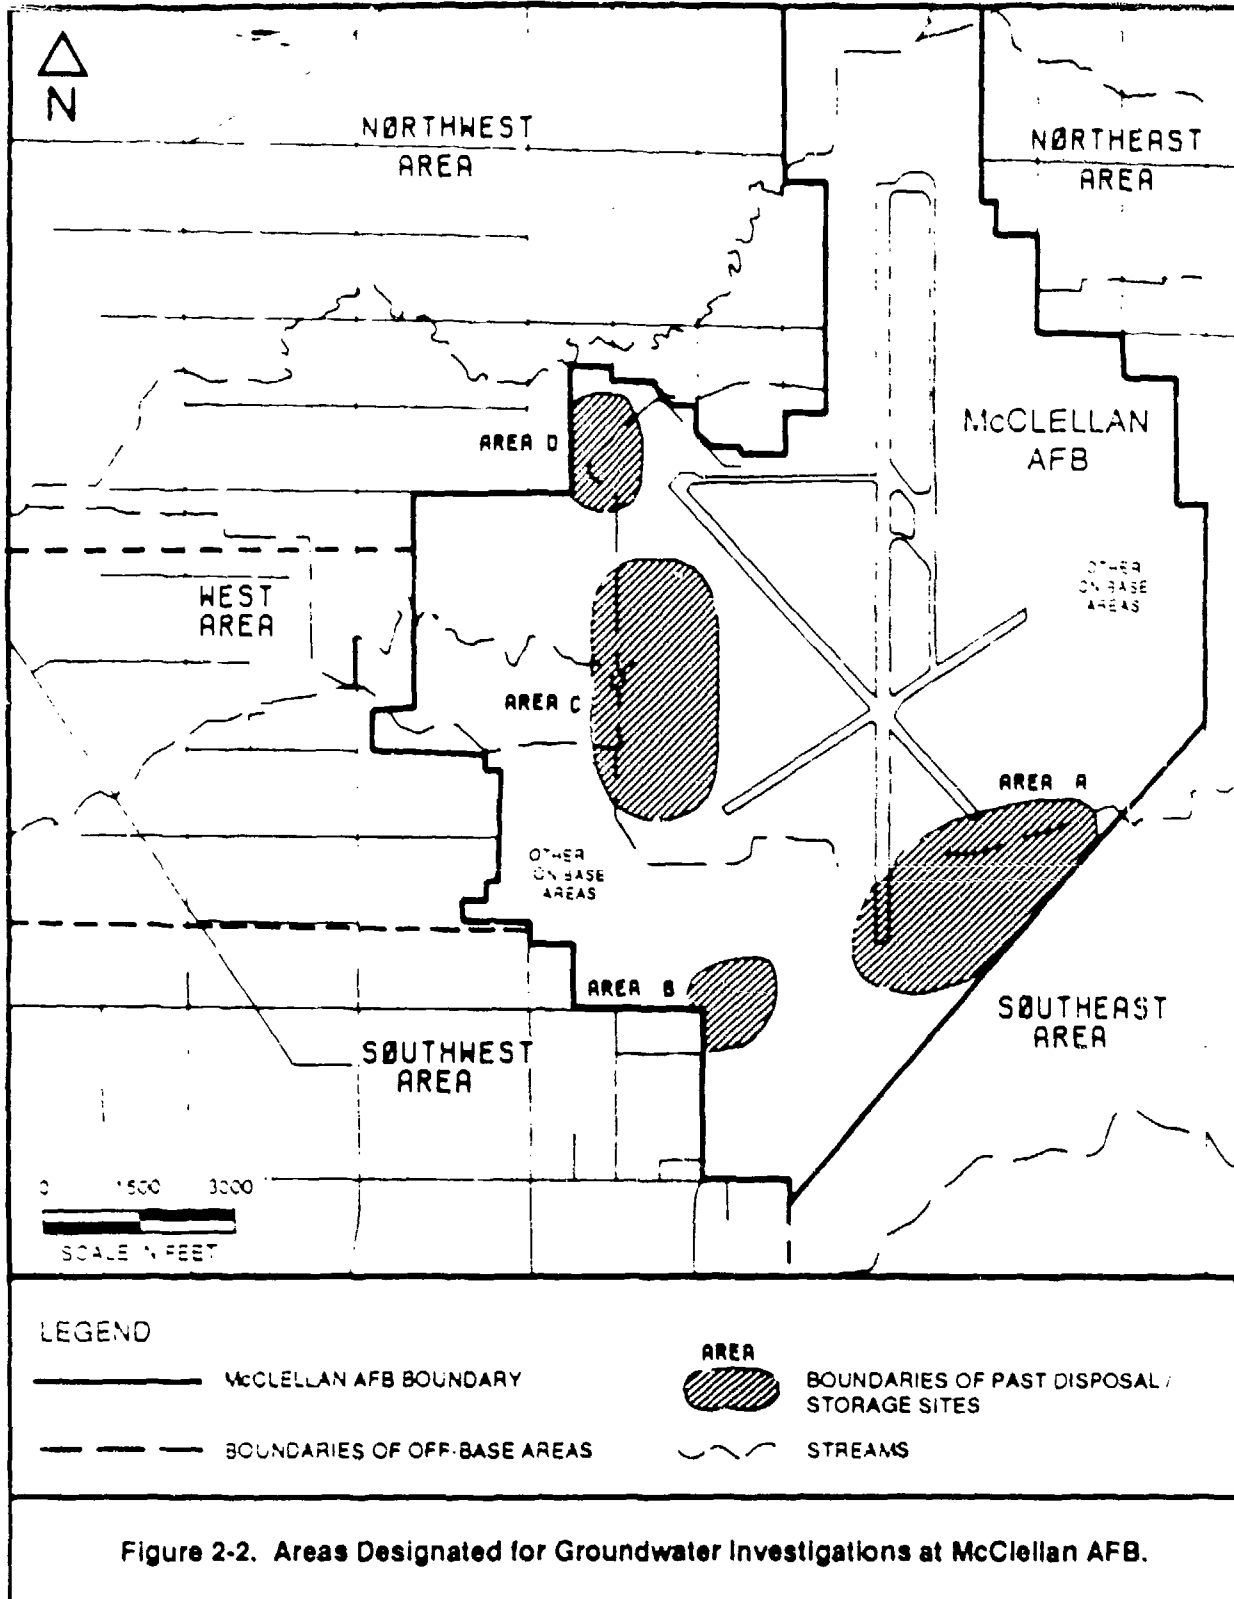 N
NØRTHWEST
AREA
NØRTHEAST
AREA
McCLELLAN
AFB
AREA D
OTHER
ON BASE
AREAS
WEST
AREA
AREA C
AREA A
OTHER
ON BASE
AREAS
AREA B
SØUTHEAST
AREA
SØUTHWEST
AREA
0 1500 3000
SCALE IN FEET
LEGEND
McCLELLAN AFB BOUNDARY
BOUNDARIES OF OFF-BASE AREAS
AREA
BOUNDARIES OF PAST DISPOSAL /
STORAGE SITES
STREAMS
Figure 2-2. Areas Designated for Groundwater Investigations at McClellan AFB.